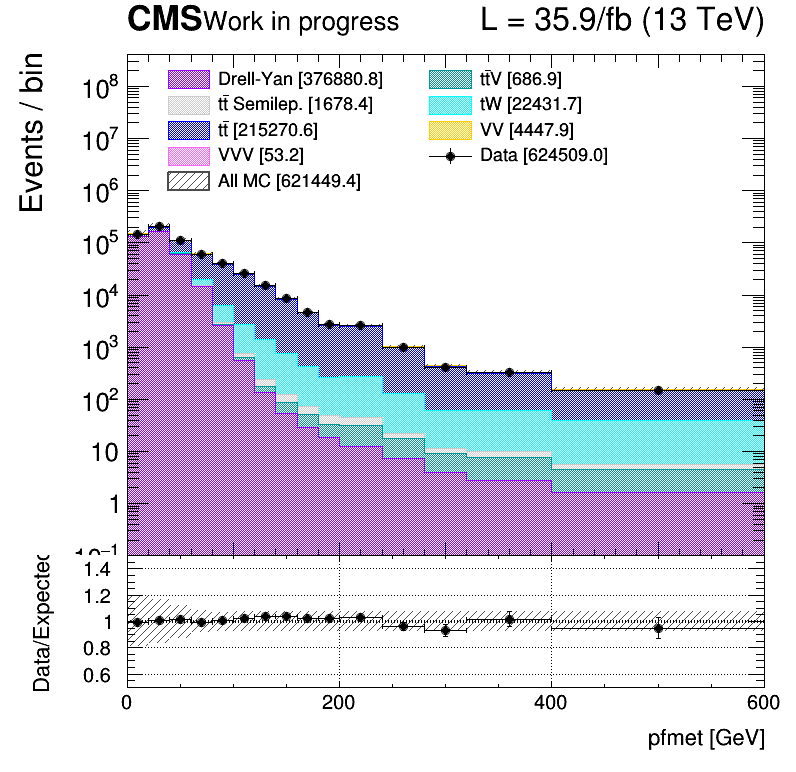 CMS Work in progress L = 35.9/fb (13 TeV)
Events / bin
Drell-Yan [376880.8]
tt̄ Semilep. [1678.4]
tt̄ [215270.6]
VVV [53.2]
All MC [621449.4]
tt̄V [686.9]
tW [22431.7]
VV [4447.9]
Data [624509.0]
10⁸
10⁷
10⁶
10⁵
10⁴
10³
10²
10
1
10⁻¹
Data/Expected
1.4
1.2
1
0.8
0.6
0 200 400 600
pfmet [GeV]